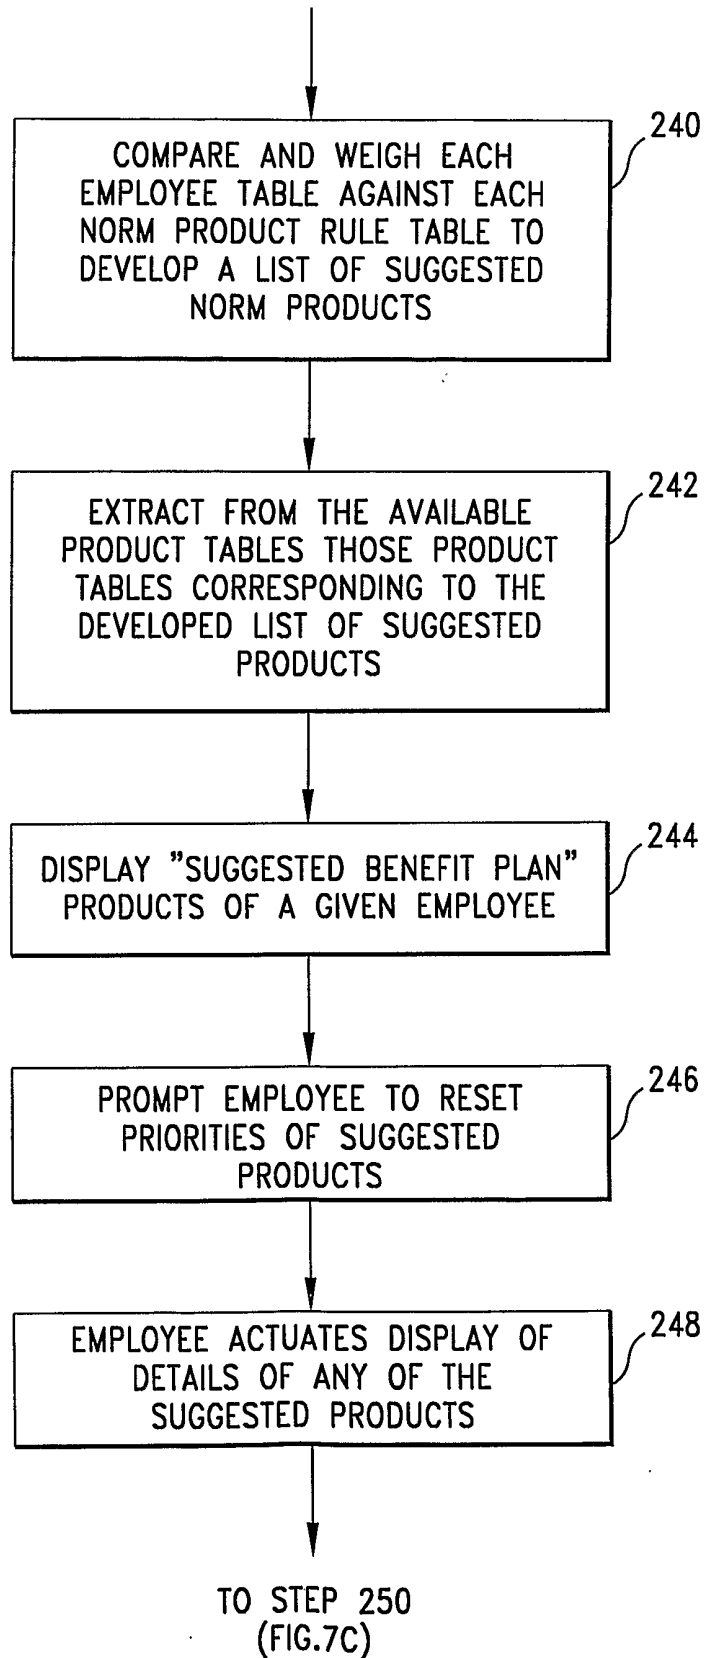 240
COMPARE AND WEIGH EACH
EMPLOYEE TABLE AGAINST EACH
NORM PRODUCT RULE TABLE TO
DEVELOP A LIST OF SUGGESTED
NORM PRODUCTS
242
EXTRACT FROM THE AVAILABLE
PRODUCT TABLES THOSE PRODUCT
TABLES CORRESPONDING TO THE
DEVELOPED LIST OF SUGGESTED
PRODUCTS
244
DISPLAY "SUGGESTED BENEFIT PLAN"
PRODUCTS OF A GIVEN EMPLOYEE
246
PROMPT EMPLOYEE TO RESET
PRIORITIES OF SUGGESTED
PRODUCTS
248
EMPLOYEE ACTUATES DISPLAY OF
DETAILS OF ANY OF THE
SUGGESTED PRODUCTS
TO STEP 250
(FIG.7C)